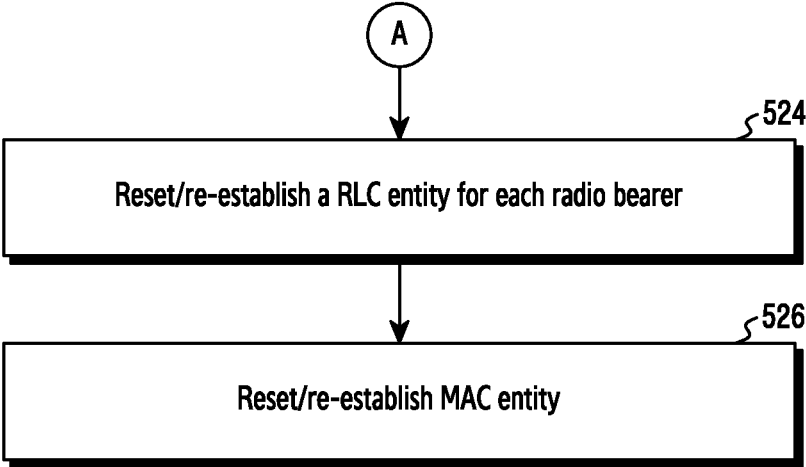 A
524
Reset/re-establish a RLC entity for each radio bearer
526
Reset/re-establish MAC entity